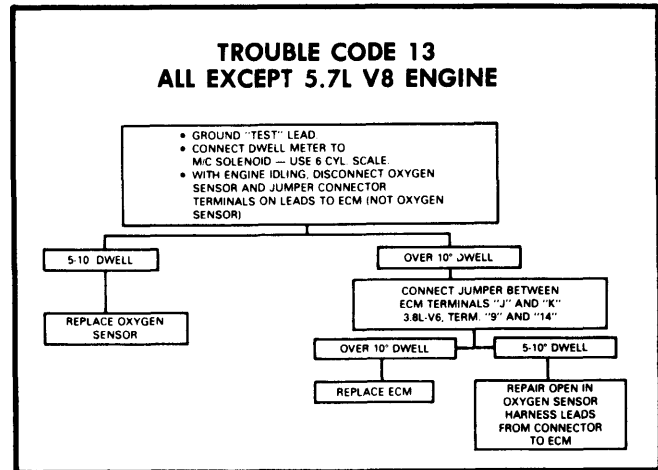 TROUBLE CODE 13
ALL EXCEPT 5.7L V8 ENGINE
• GROUND "TEST" LEAD.
• CONNECT DWELL METER TO
M/C SOLENOID — USE 6 CYL. SCALE.
• WITH ENGINE IDLING, DISCONNECT OXYGEN
SENSOR AND JUMPER CONNECTOR
TERMINALS ON LEADS TO ECM (NOT OXYGEN
SENSOR)
5-10° DWELL
OVER 10° DWELL
REPLACE OXYGEN
SENSOR
CONNECT JUMPER BETWEEN
ECM TERMINALS "J" AND "K"
3.8L-V6, TERM. "9" AND "14"
OVER 10° DWELL
5-10° DWELL
REPLACE ECM
REPAIR OPEN IN
OXYGEN SENSOR
HARNESS LEADS
FROM CONNECTOR
TO ECM